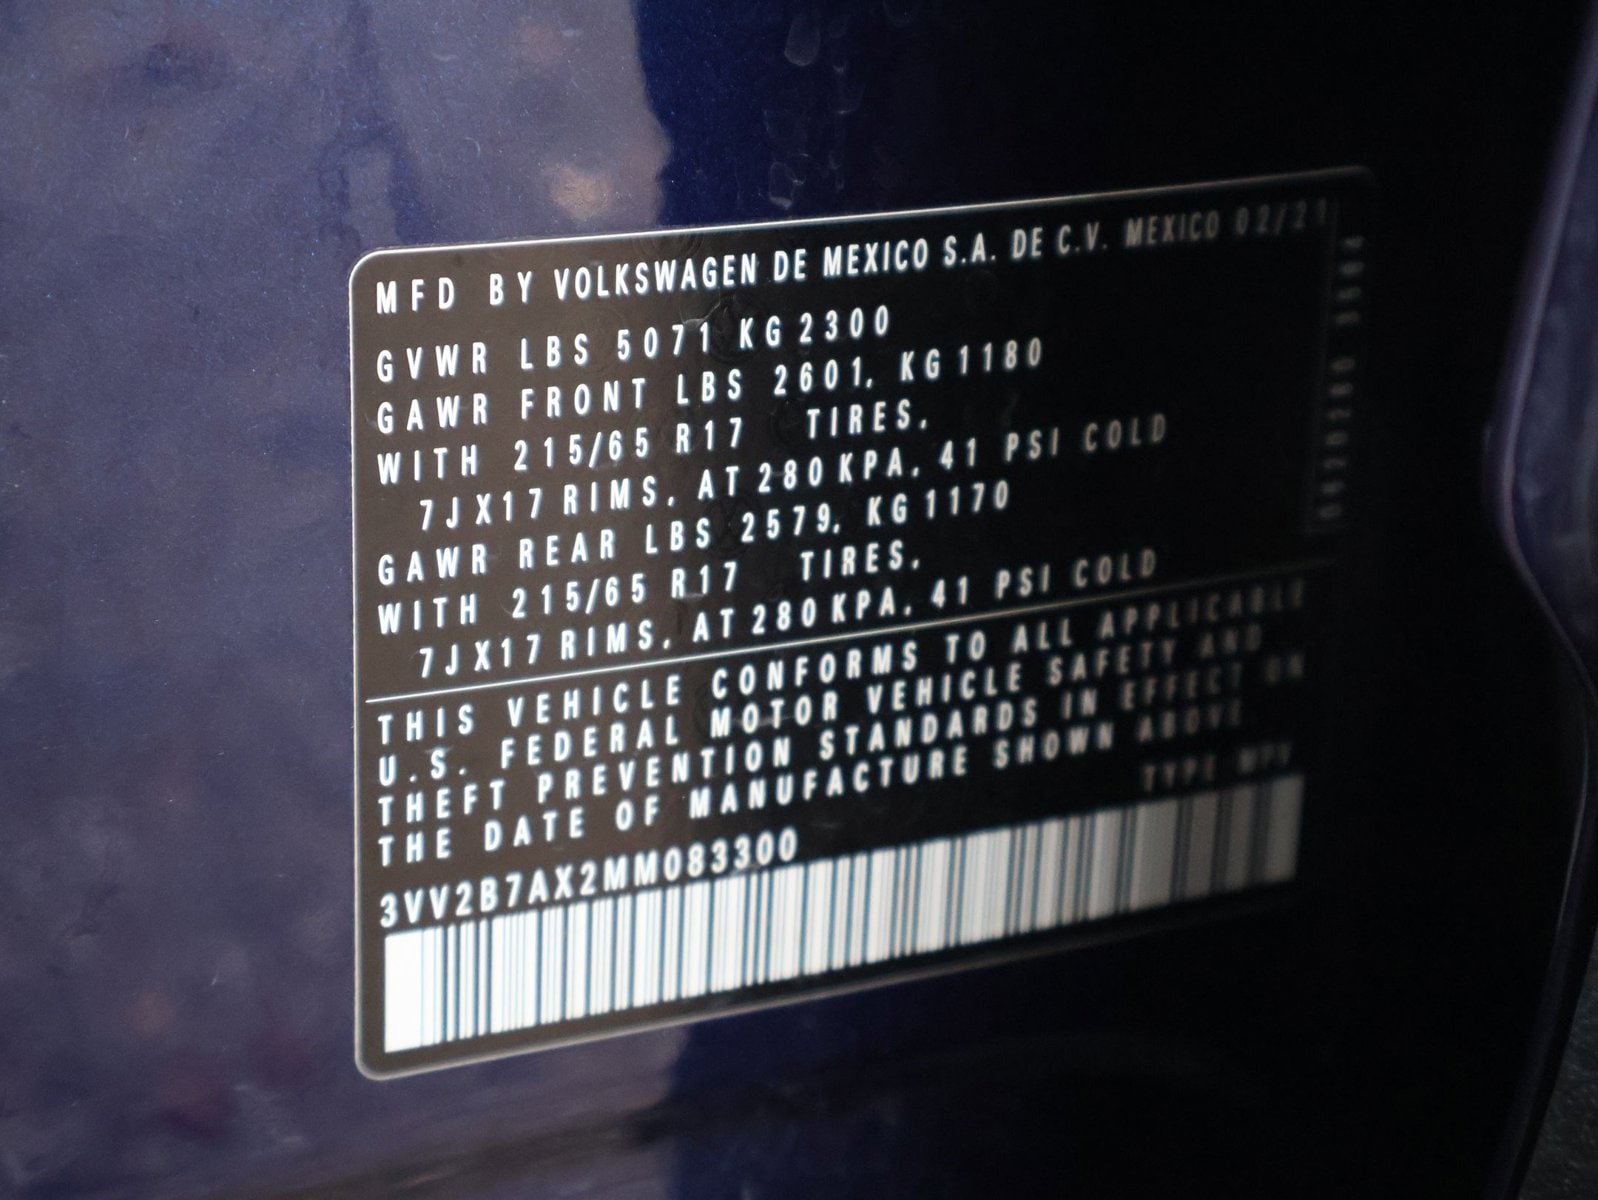 MFD BY VOLKSWAGEN DE MEXICO S.A. DE C.V. MEXICO 02/21
GVWR LBS 5071 KG 2300
GAWR FRONT LBS 2601, KG 1180
WITH 215/65 R17 TIRES,
7JX17 RIMS, AT 280 KPA, 41 PSI COLD
GAWR REAR LBS 2579, KG 1170
WITH 215/65 R17 TIRES,
7JX17 RIMS, AT 280 KPA, 41 PSI COLD
THIS VEHICLE CONFORMS TO ALL APPLICABLE
U.S. FEDERAL MOTOR VEHICLE SAFETY AND
THEFT PREVENTION STANDARDS IN EFFECT ON
THE DATE OF MANUFACTURE SHOWN ABOVE
TYPE MPV
3VV2B7AX2MM083300